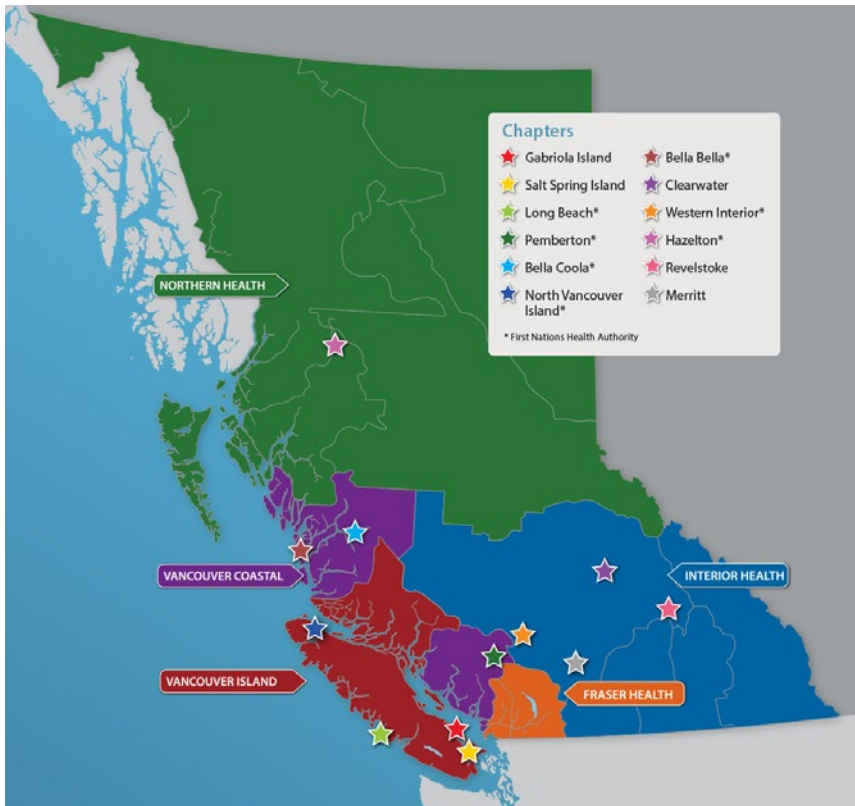 Chapters
Gabriola Island
Salt Spring Island
Long Beach*
Pemberton*
Bella Coola*
North Vancouver
Island*
Bella Bella*
Clearwater
Western Interior*
Hazelton*
Revelstoke
Merritt
* First Nations Health Authority
NORTHERN HEALTH
VANCOUVER COASTAL
INTERIOR HEALTH
VANCOUVER ISLAND
FRASER HEALTH